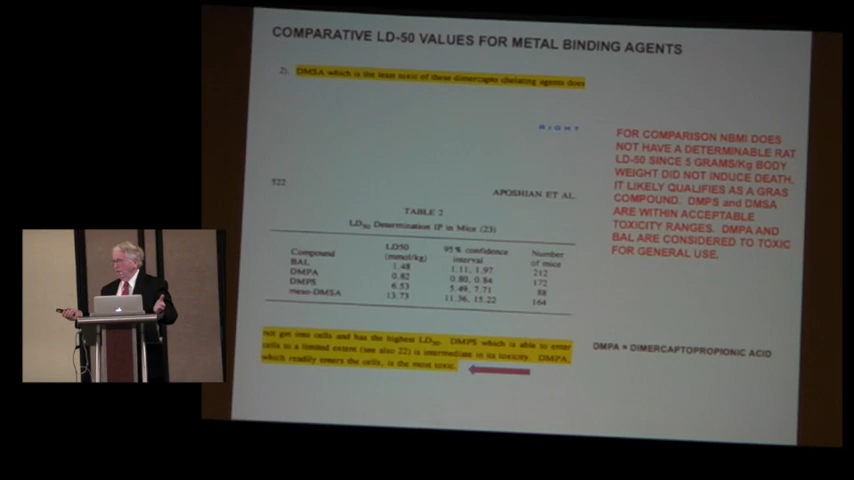 COMPARATIVE LD-50 VALUES FOR METAL BINDING AGENTS
2). DMSA which is the least toxic of these dimercapto chelating agents does
RIGHT
FOR COMPARISON NBMI DOES
NOT HAVE A DETERMINABLE RAT
LD-50 SINCE 5 GRAMS/Kg BODY
WEIGHT DID NOT INDUCE DEATH.
IT LIKELY QUALIFIES AS A GRAS
COMPOUND. DMPS and DMSA
ARE WITHIN ACCEPTABLE
TOXICITY RANGES. DMPA AND
BAL ARE CONSIDERED TO TOXIC
FOR GENERAL USE.
522
APOSHIAN ET AL.
TABLE 2
LD50 Determination IP in Mice (23)
Compound LD50 (mmol/kg) 95% confidence interval Number of mice
BAL 1.48 1.11, 1.97 212
DMPA 0.82 0.80, 0.84 172
DMPS 6.53 5.49, 7.71 88
meso-DMSA 13.73 11.36, 15.22 164
not get into cells and has the highest LD50. DMPS which is able to enter
cells to a limited extent (see also 22) is intermediate in its toxicity. DMPA,
which readily enters the cells, is the most toxic.
DMPA = DIMERCAPTOPROPIONIC ACID